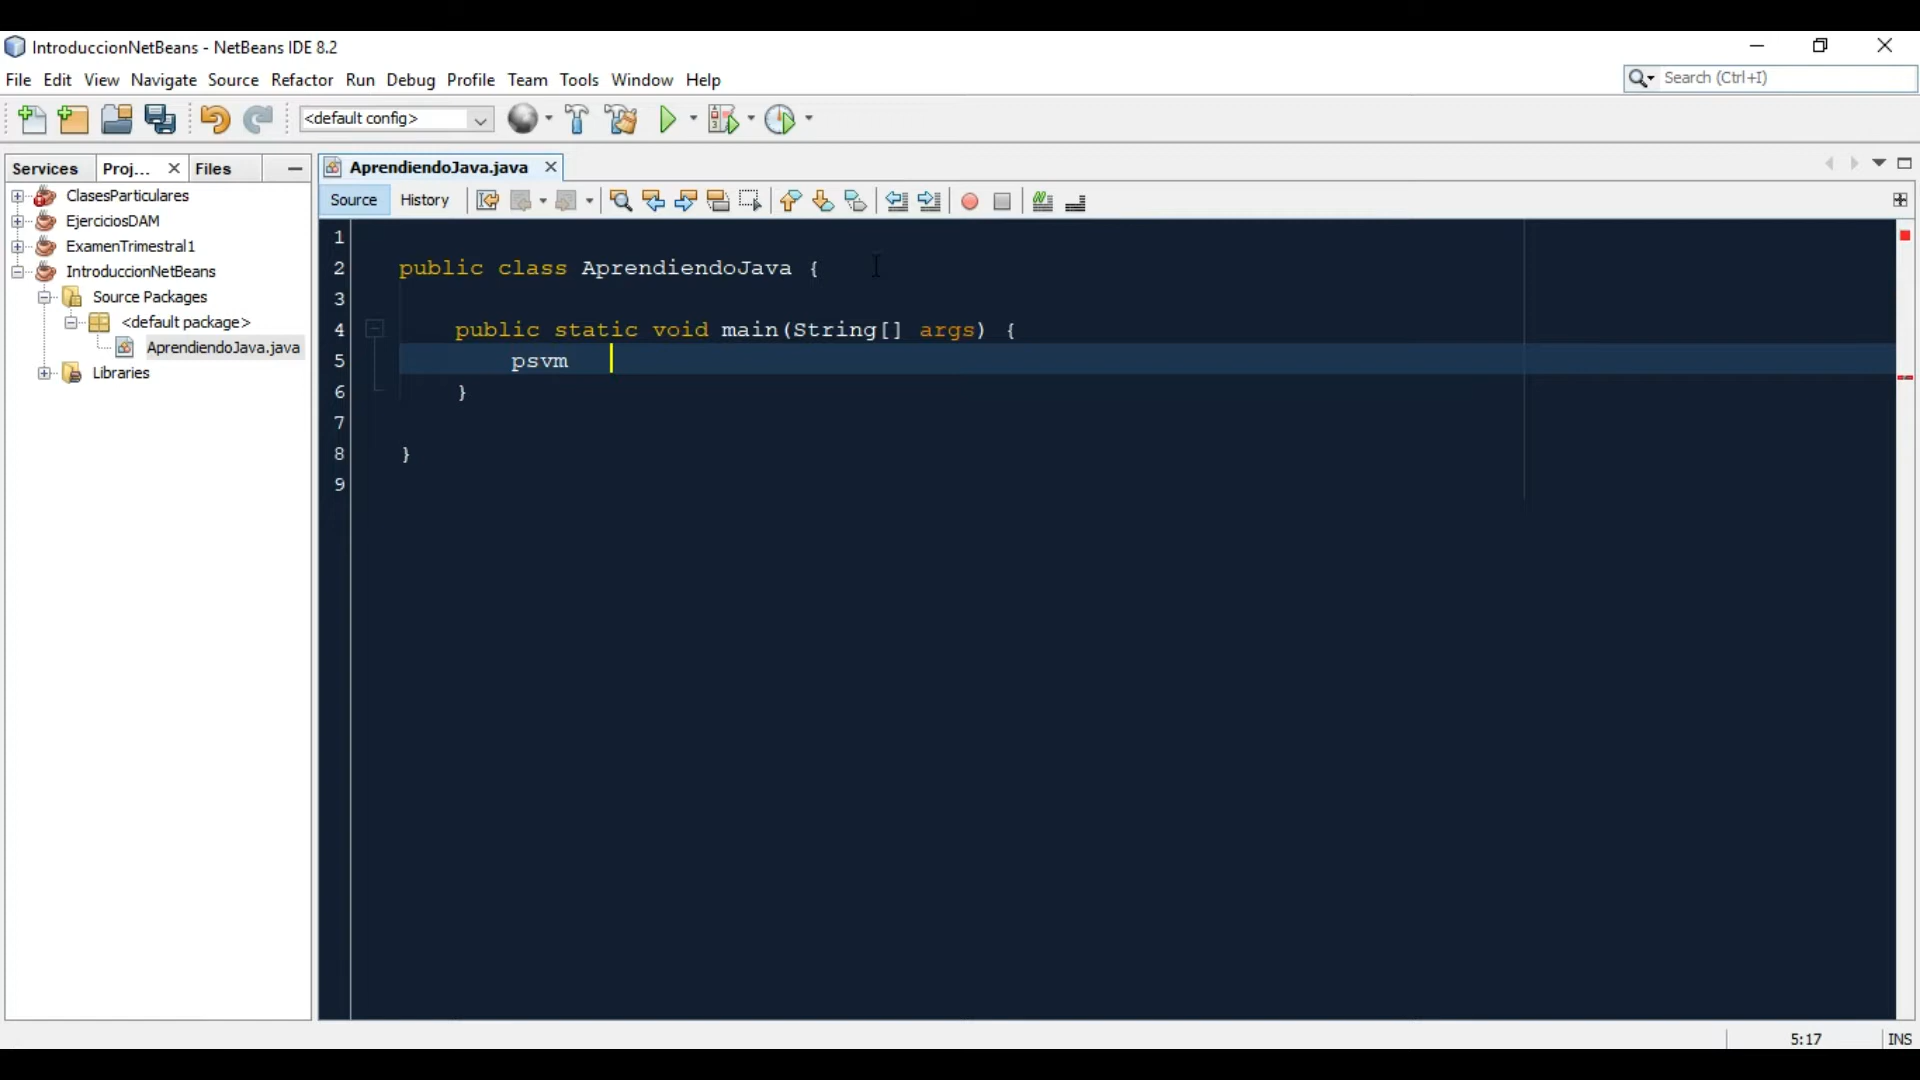 IntroduccionNetBeans - NetBeans IDE 8.2
File Edit View Navigate Source Refactor Run Debug Profile Team Tools Window Help
Search (Ctrl+I)
<default config>
Services Proj... Files
AprendiendoJava.java
Source History
ClasesParticulares
EjerciciosDAM
ExamenTrimestral1
IntroduccionNetBeans
Source Packages
<default package>
AprendiendoJava.java
Libraries
1
2 public class AprendiendoJava {
3
4 public static void main(String[] args) {
5 psvm
6 }
7
8 }
9
5:17 INS